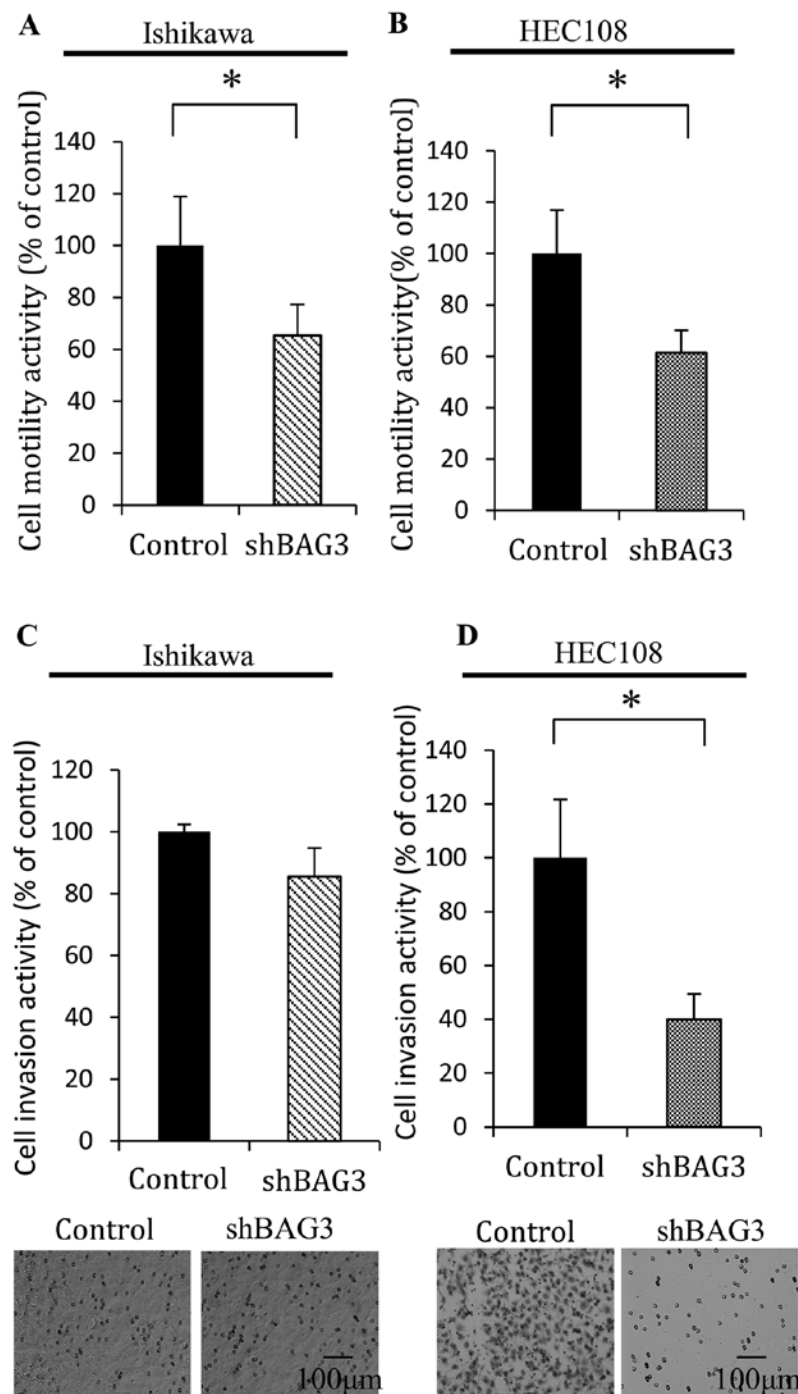 A
Ishikawa
*
Cell motility activity (% of control)
140
120
100
80
60
40
20
0
Control shBAG3
B
HEC108
*
Cell motility activity(% of control)
140
120
100
80
60
40
20
0
Control shBAG3
C
Ishikawa
Cell invasion activity (% of control)
120
100
80
60
40
20
0
Control shBAG3
Control shBAG3
100μm
D
HEC108
*
Cell invasion activity (% of control)
140
120
100
80
60
40
20
0
Control shBAG3
Control shBAG3
100μm